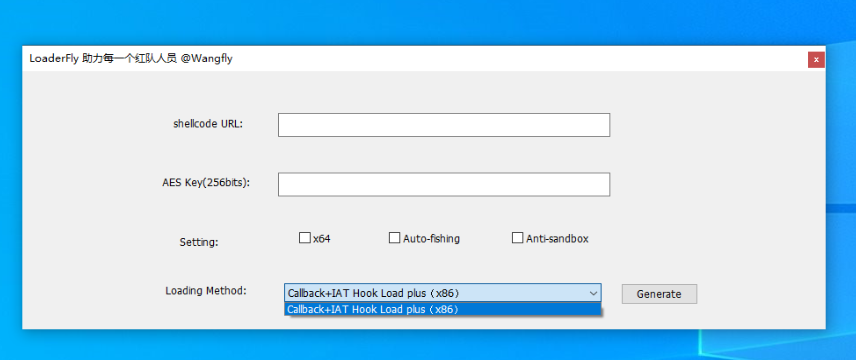 LoaderFly 助力每一个红队人员 @Wangfly
x
shellcode URL:
AES Key(256bits):
Setting:
x64
Auto-fishing
Anti-sandbox
Loading Method:
Callback+IAT Hook Load plus（x86）
Generate
Callback+IAT Hook Load plus（x86）